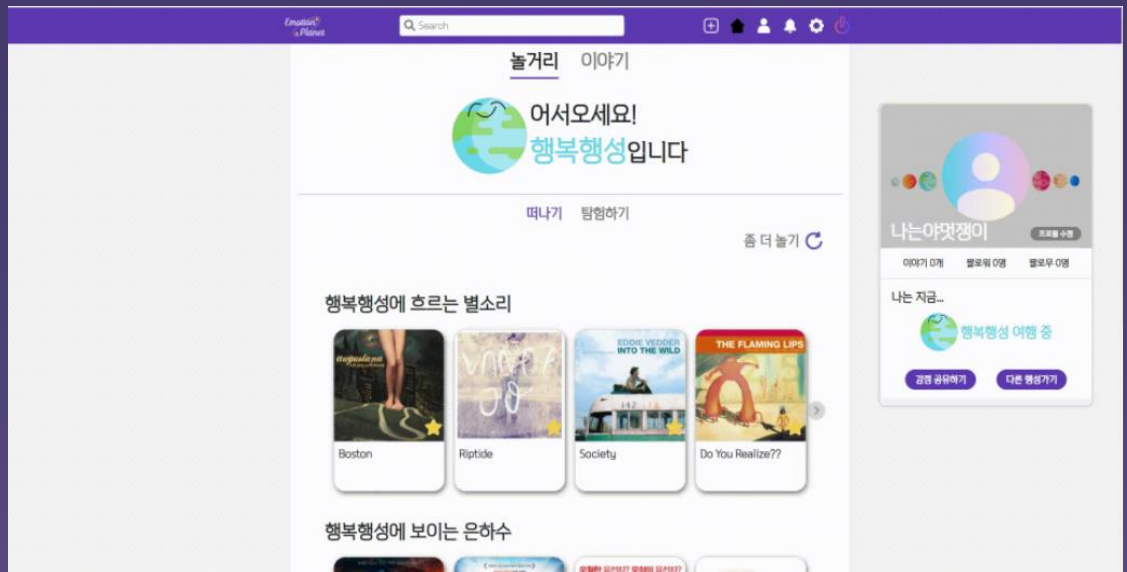 Emotion
Planet
Search
놀거리 이야기
어서오세요!
행복행성입니다
떠나기 탐험하기
좀 더 놀기
행복행성에 흐르는 별소리
augustana
Boston
VANCE JOY
Riptide
EDDIE VEDDER
INTO THE WILD
142
Society
THE FLAMING LIPS
Do You Realize??
행복행성에 보이는 은하수
나는야멋쟁이
프로필 수정
이야기 0개 팔로워 0명 팔로우 0명
나는 지금...
행복행성 여행 중
감정 공유하기 다른 행성가기